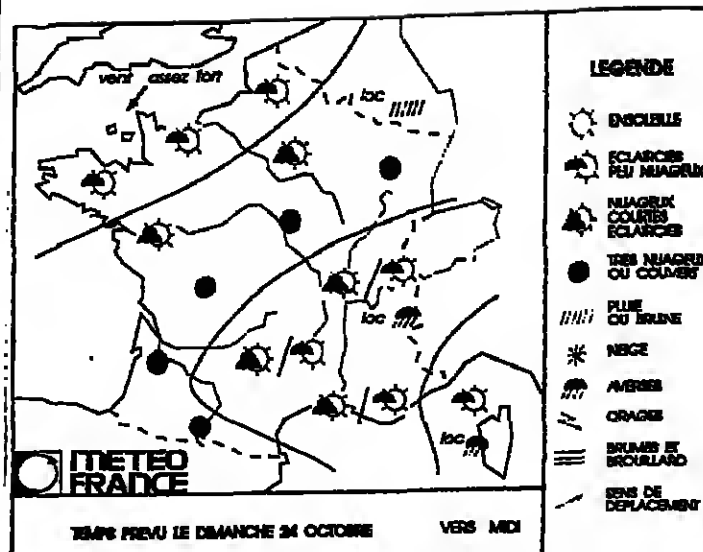 vent assez fort
loc
loc
loc
METEO
FRANCE
TEMPS PREVU LE DIMANCHE 24 OCTOBRE VERS MIDI
LEGENDE
ENSOLEILLE
ECLAIRCIES
PEU NUAGEUX
NUAGEUX
COURTES
ECLAIRCIES
TRES NUAGEUX
OU COUVERT
PLUIE
OU BRUINE
NEIGE
AVERSES
ORAGES
BRUMES ET
BROUILLARD
SENS DE
DEPLACEMENT